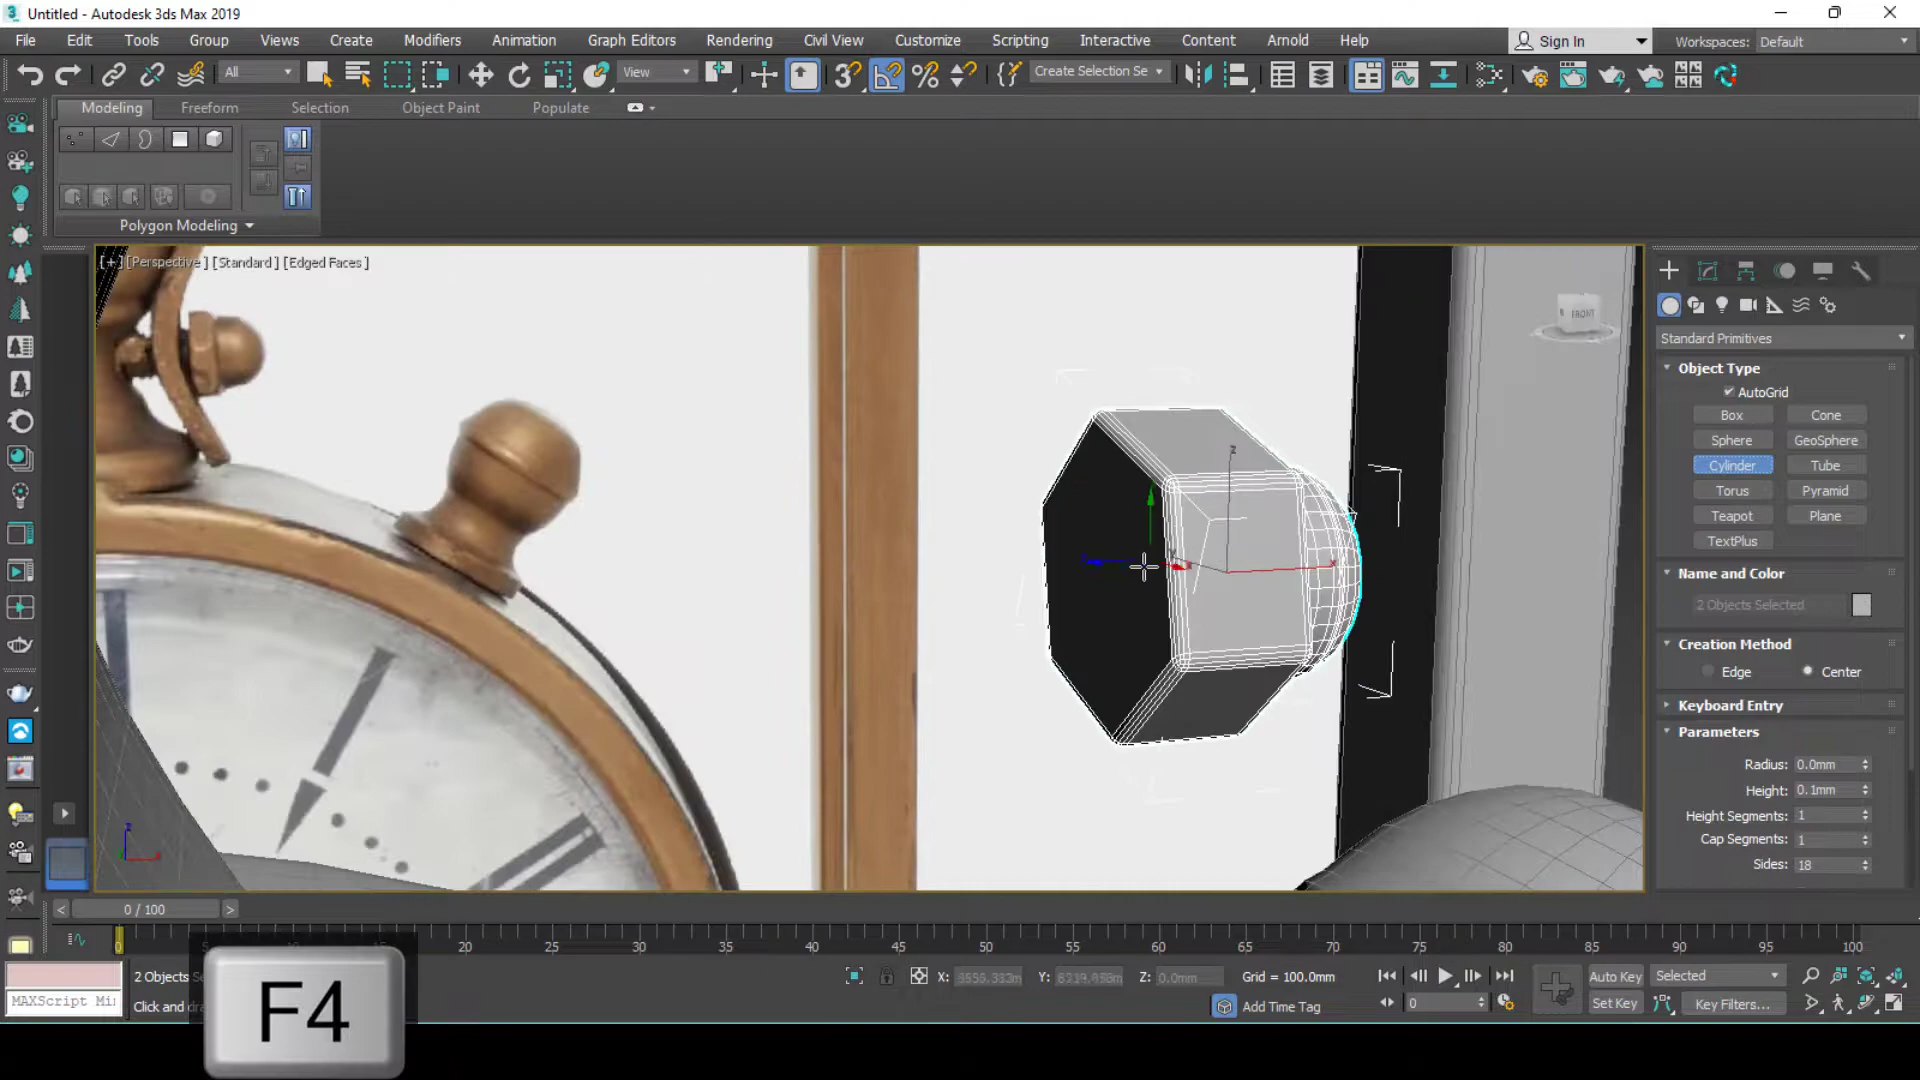 Untitled - Autodesk 3ds Max 2019
File Edit Tools Group Views Create Modifiers Animation Graph Editors Rendering Civil View Customize Scripting Interactive Content Arnold Help Sign In Workspaces: Default
All View Create Selection Se
Modeling Freeform Selection Object Paint Populate
Polygon Modeling
[+] [Perspective ] [Standard ] [Edged Faces ]
FRONT
Standard Primitives
Object Type
AutoGrid
Box Cone
Sphere GeoSphere
Cylinder Tube
Torus Pyramid
Teapot Plane
TextPlus
Name and Color
2 Objects Selected
Creation Method
Edge Center
Keyboard Entry
Parameters
Radius: 0.0mm
Height: 0.1mm
Height Segments: 1
Cap Segments: 1
Sides: 18
z
x
z
x
< 0 / 100 >
0 20 25 30 35 40 45 50 55 60 65 70 75 80 85 90 95 100
2 Objects Se X: Y: Z: 0.0mm Grid = 100.0mm Auto Key Selected
MAXScript Mi Click and dra Add Time Tag 0 Set Key Key Filters...
F4